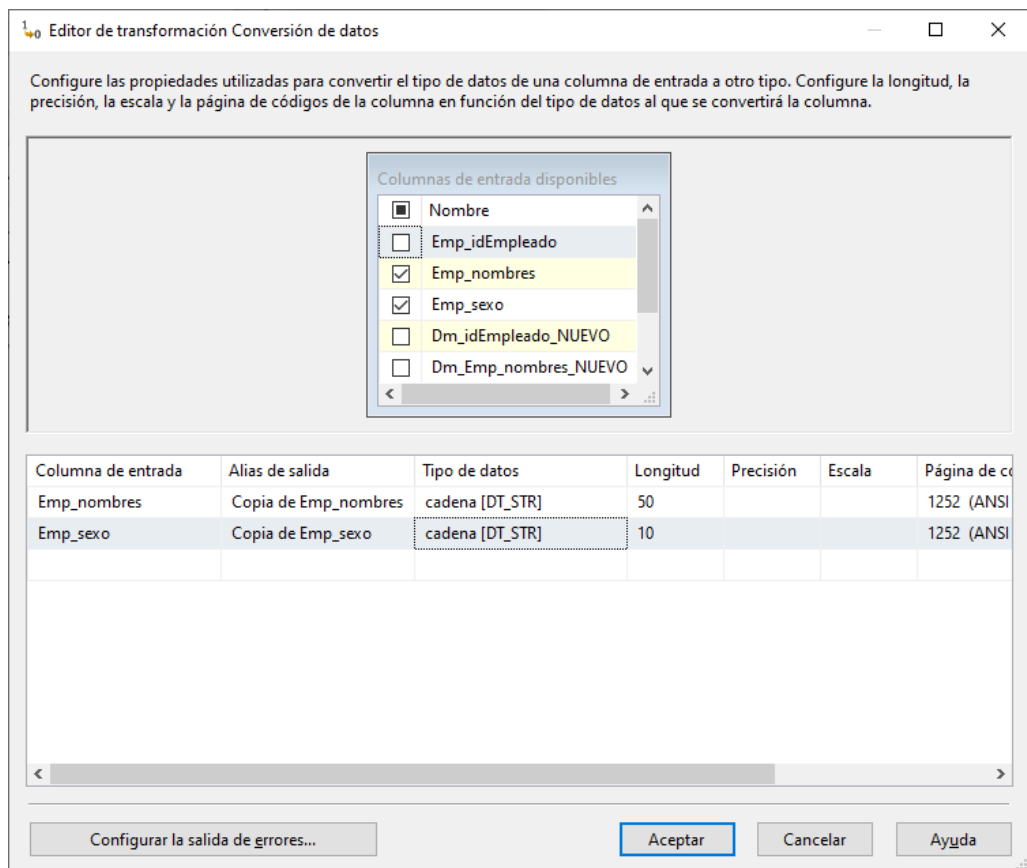 Editor de transformación Conversión de datos
Configure las propiedades utilizadas para convertir el tipo de datos de una columna de entrada a otro tipo. Configure la longitud, la
precisión, la escala y la página de códigos de la columna en función del tipo de datos al que se convertirá la columna.
Columnas de entrada disponibles
Nombre
Emp_idEmpleado
Emp_nombres
Emp_sexo
Dm_idEmpleado_NUEVO
Dm_Emp_nombres_NUEVO
Columna de entrada Alias de salida Tipo de datos Longitud Precisión Escala Página de co
Emp_nombres Copia de Emp_nombres cadena [DT_STR] 50 1252 (ANSI
Emp_sexo Copia de Emp_sexo cadena [DT_STR] 10 1252 (ANSI
Configurar la salida de errores... Aceptar Cancelar Ayuda